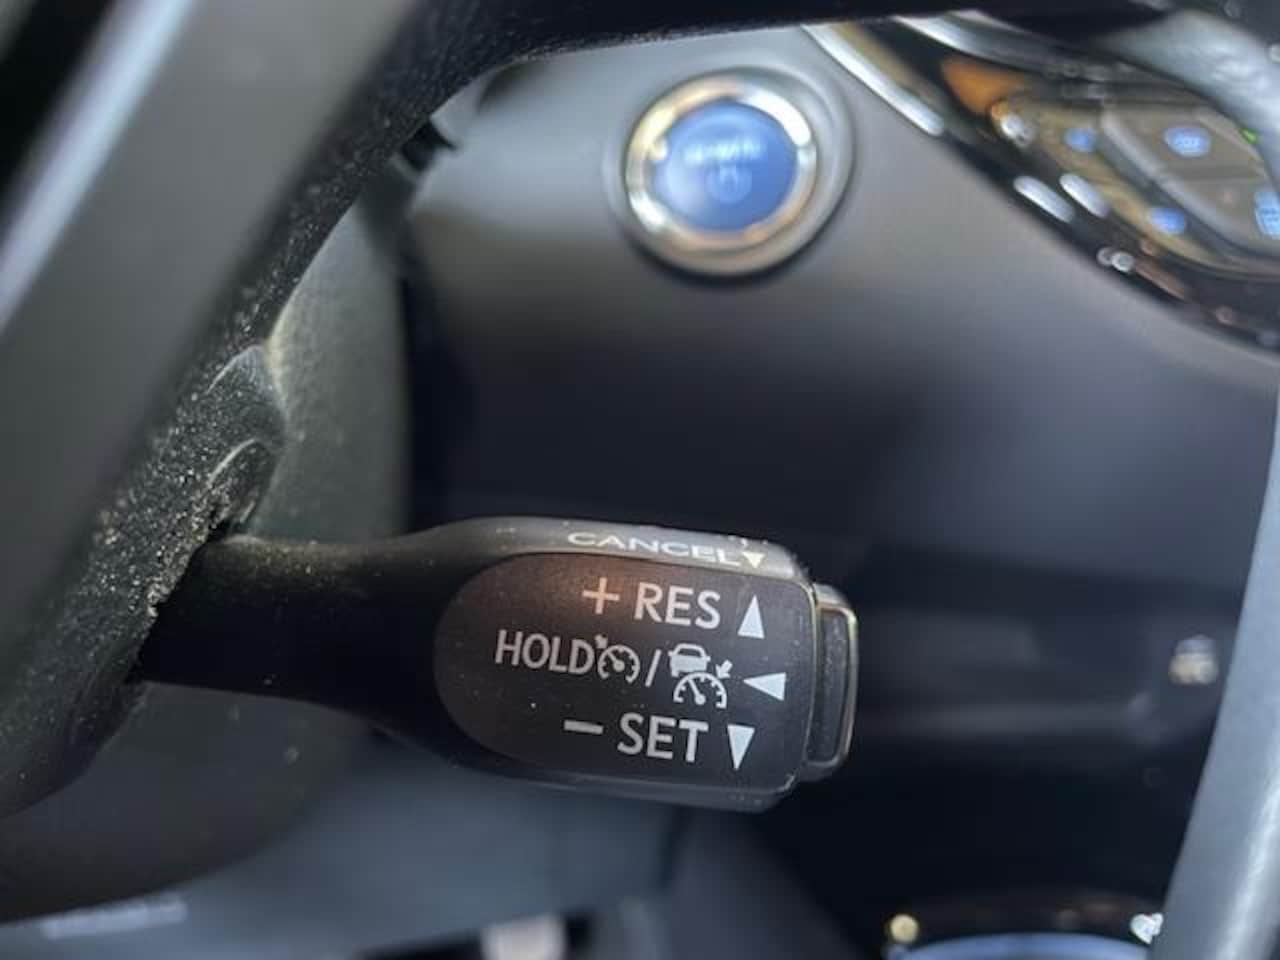 CANCEL▼
+ RES ▲
HOLD / ◀
− SET ▼